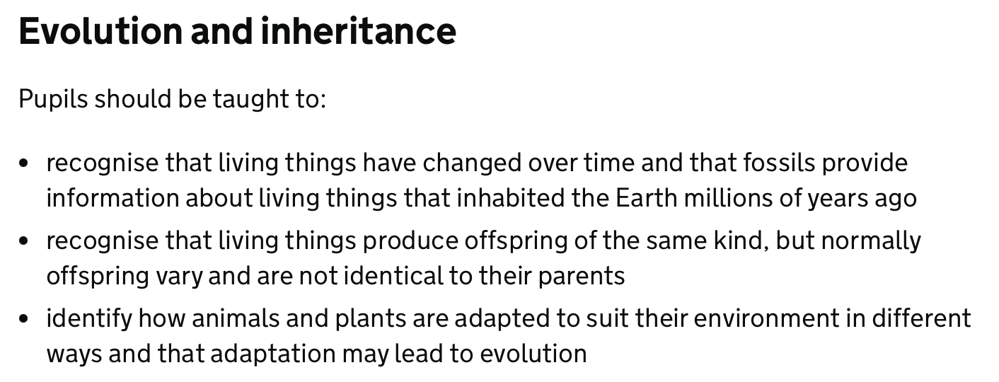 Evolution and inheritance
Pupils should be taught to:
• recognise that living things have changed over time and that fossils provide
information about living things that inhabited the Earth millions of years ago
• recognise that living things produce offspring of the same kind, but normally
offspring vary and are not identical to their parents
• identify how animals and plants are adapted to suit their environment in different
ways and that adaptation may lead to evolution